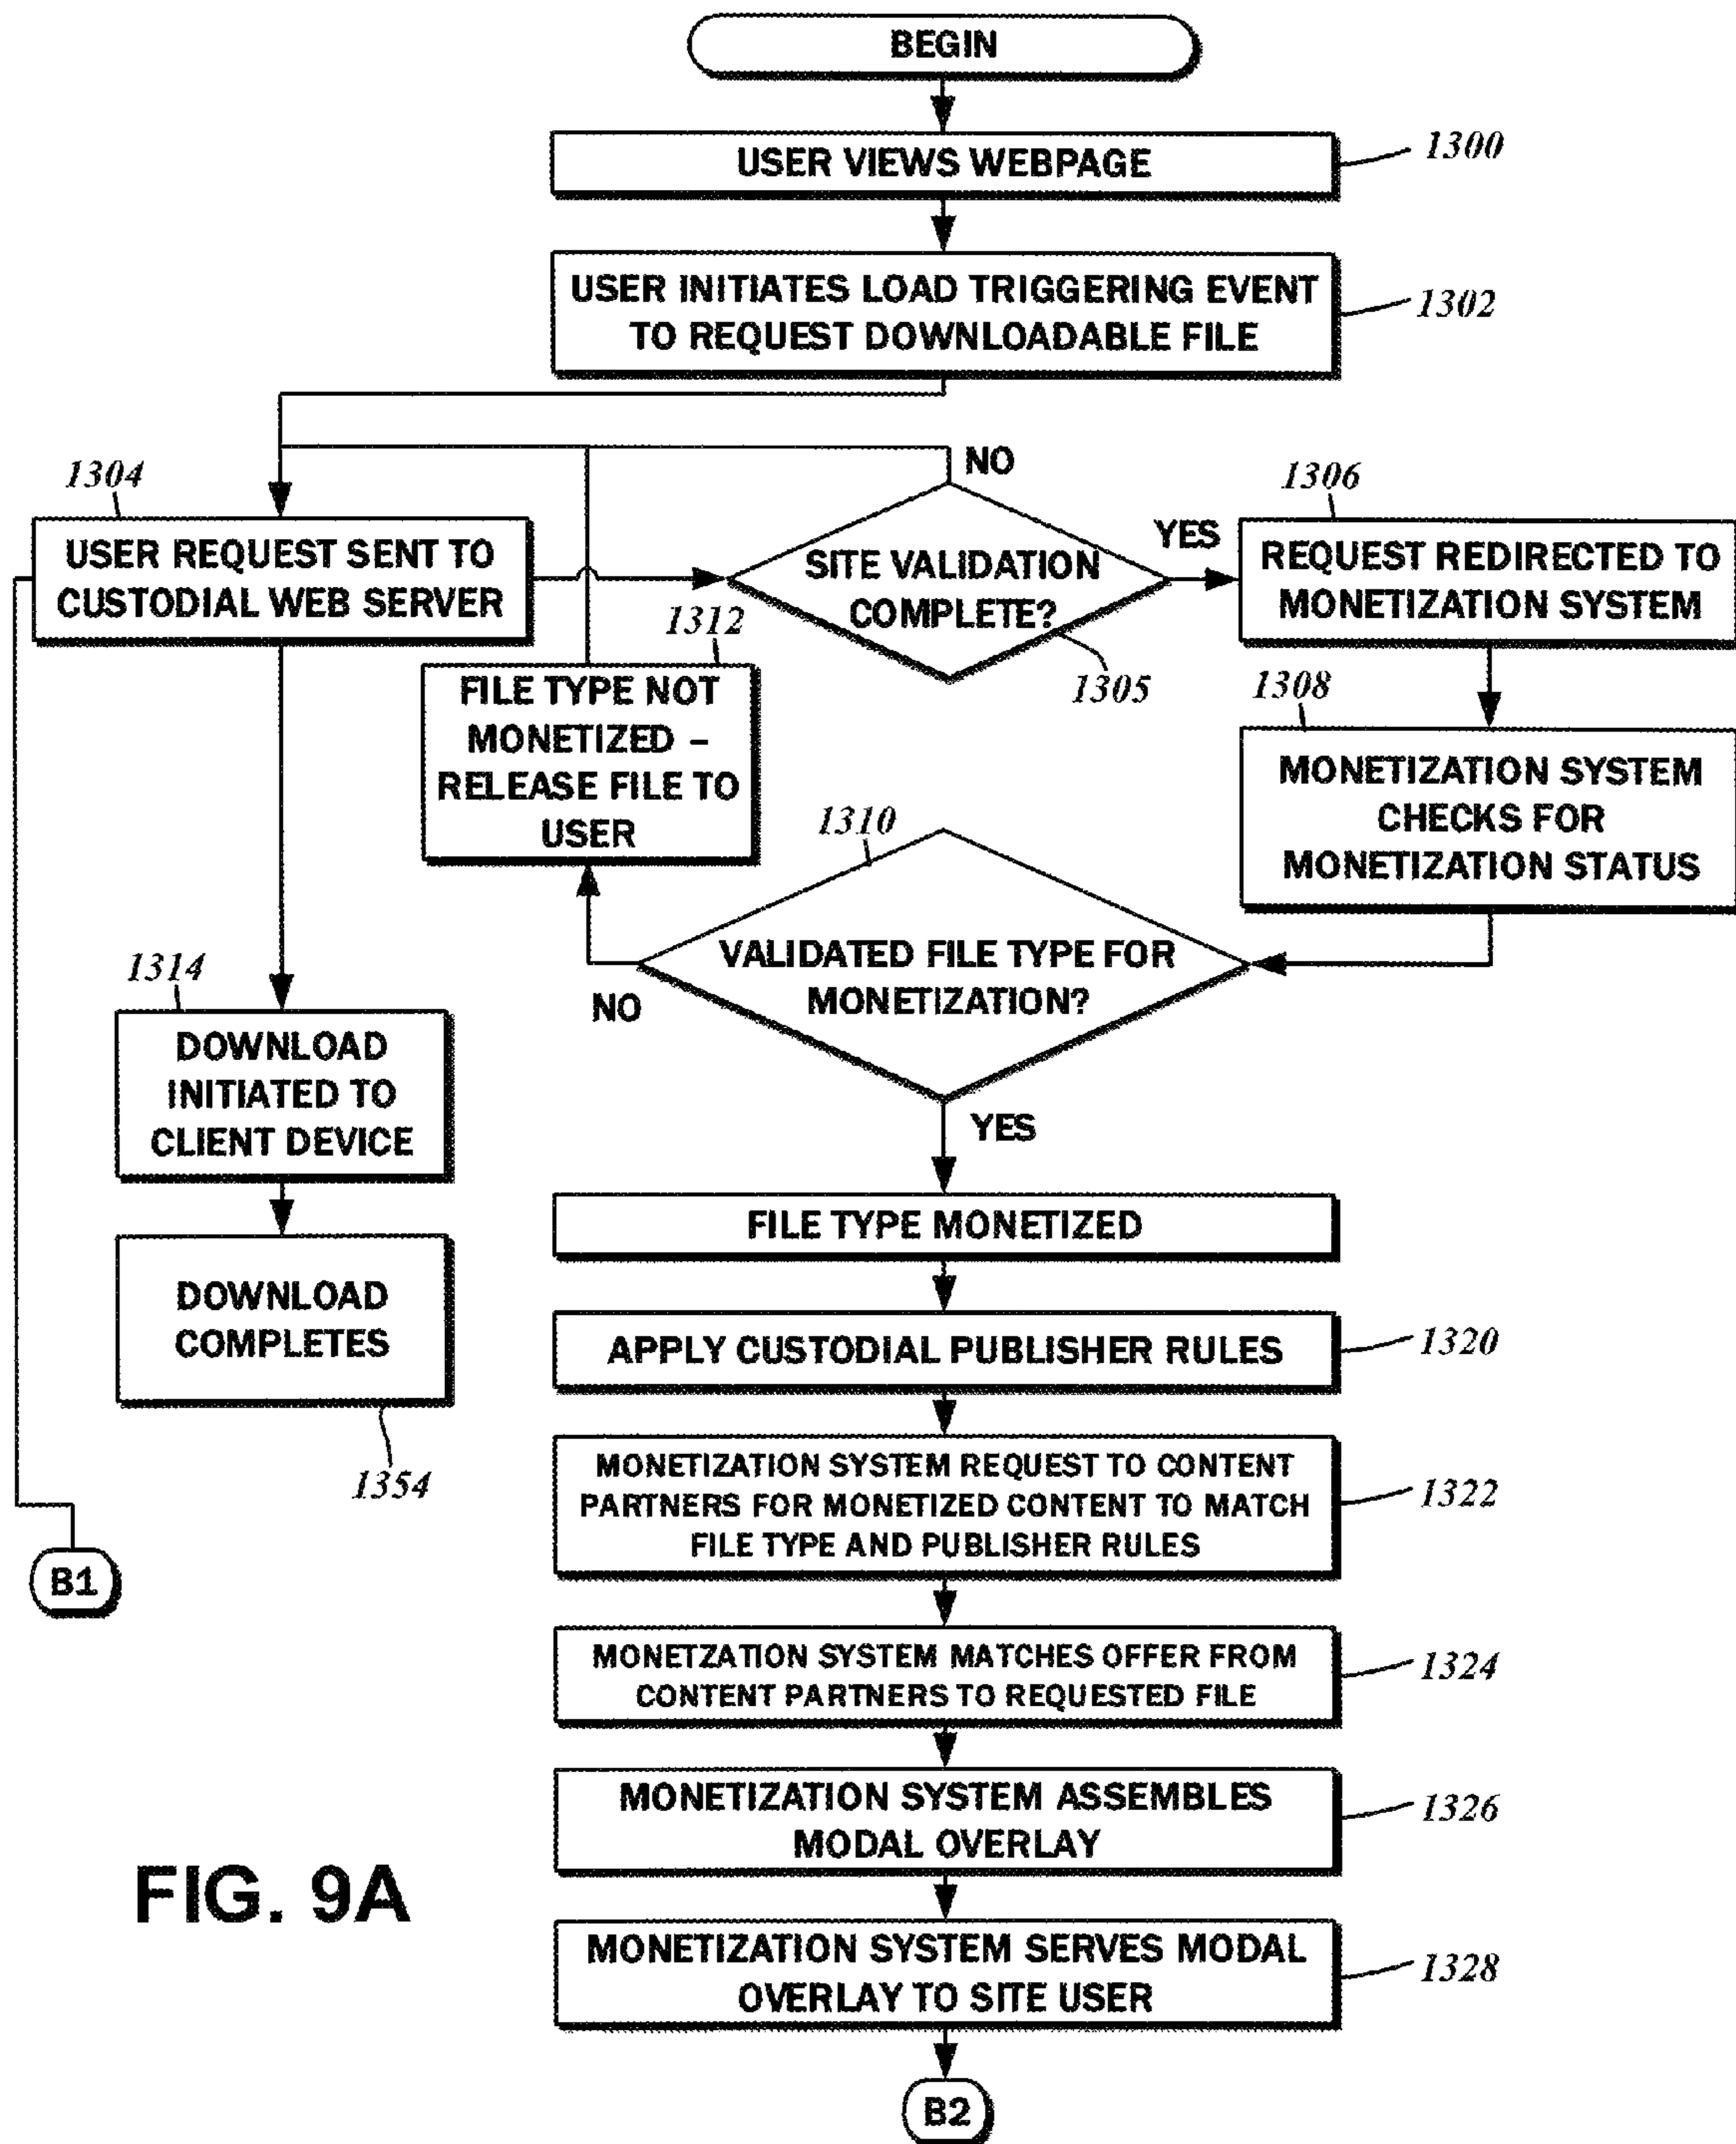 BEGIN
USER VIEWS WEBPAGE
1300
USER INITIATES LOAD TRIGGERING EVENT
TO REQUEST DOWNLOADABLE FILE
1302
NO
1304
USER REQUEST SENT TO
CUSTODIAL WEB SERVER
SITE VALIDATION
COMPLETE?
1305
YES
1306
REQUEST REDIRECTED TO
MONETIZATION SYSTEM
1312
FILE TYPE NOT
MONETIZED –
RELEASE FILE TO
USER
1308
MONETIZATION SYSTEM
CHECKS FOR
MONETIZATION STATUS
1310
VALIDATED FILE TYPE FOR
MONETIZATION?
NO
YES
1314
DOWNLOAD
INITIATED TO
CLIENT DEVICE
DOWNLOAD
COMPLETES
1354
B1
FILE TYPE MONETIZED
APPLY CUSTODIAL PUBLISHER RULES
1320
MONETIZATION SYSTEM REQUEST TO CONTENT
PARTNERS FOR MONETIZED CONTENT TO MATCH
FILE TYPE AND PUBLISHER RULES
1322
MONETZATION SYSTEM MATCHES OFFER FROM
CONTENT PARTNERS TO REQUESTED FILE
1324
MONETIZATION SYSTEM ASSEMBLES
MODAL OVERLAY
1326
MONETIZATION SYSTEM SERVES MODAL
OVERLAY TO SITE USER
1328
B2
FIG. 9A